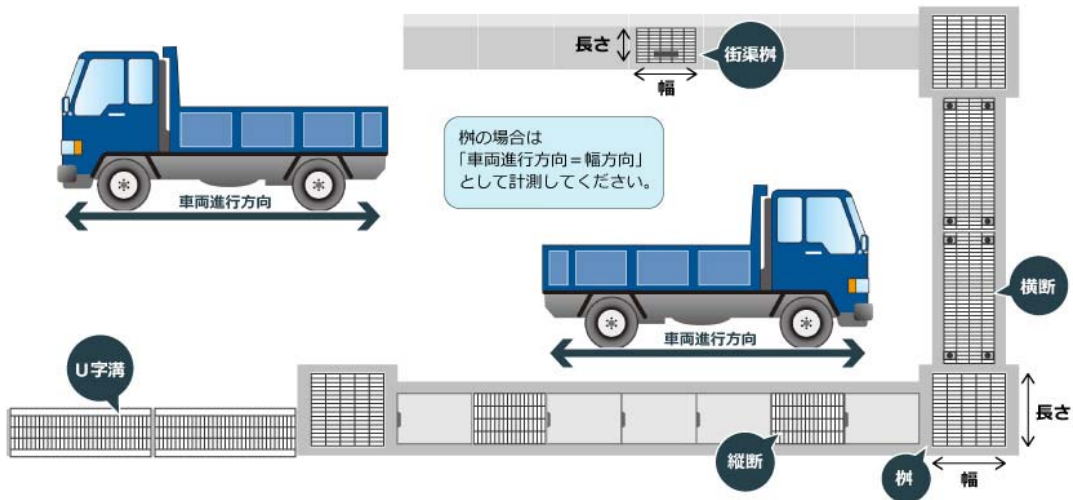 長さ
街渠桝
幅
桝の場合は
「車両進行方向＝幅方向」
として計測してください。
車両進行方向
横断
車両進行方向
U字溝
長さ
縦断
桝
幅